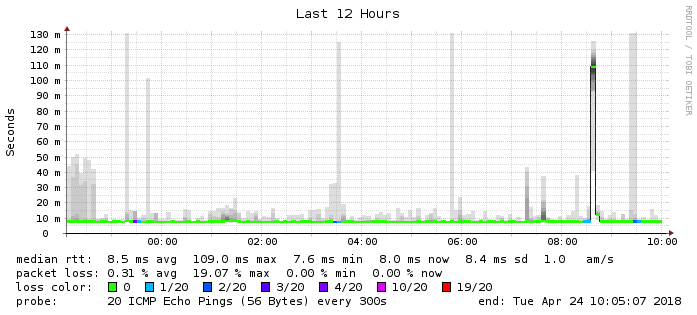 Last 12 Hours
RRDTOOL / TOBI OETIKER
Seconds
130 m
120 m
110 m
100 m
90 m
80 m
70 m
60 m
50 m
40 m
30 m
20 m
10 m
0
00:00 02:00 04:00 06:00 08:00 10:00
median rtt: 8.5 ms avg 109.0 ms max 7.6 ms min 8.0 ms now 8.4 ms sd 1.0 am/s
packet loss: 0.31 % avg 19.07 % max 0.00 % min 0.00 % now
loss color: 0 1/20 2/20 3/20 4/20 10/20 19/20
probe: 20 ICMP Echo Pings (56 Bytes) every 300s end: Tue Apr 24 10:05:07 2018